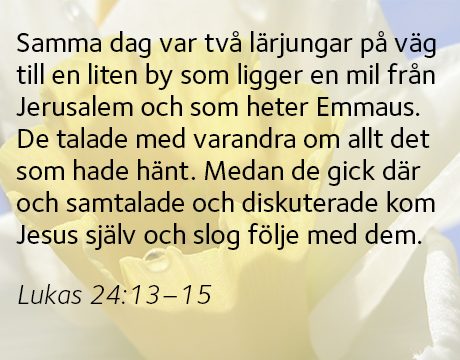 Samma dag var två lärjungar på väg
till en liten by som ligger en mil från
Jerusalem och som heter Emmaus.
De talade med varandra om allt det
som hade hänt. Medan de gick där
och samtalade och diskuterade kom
Jesus själv och slog följe med dem.
Lukas 24:13–15